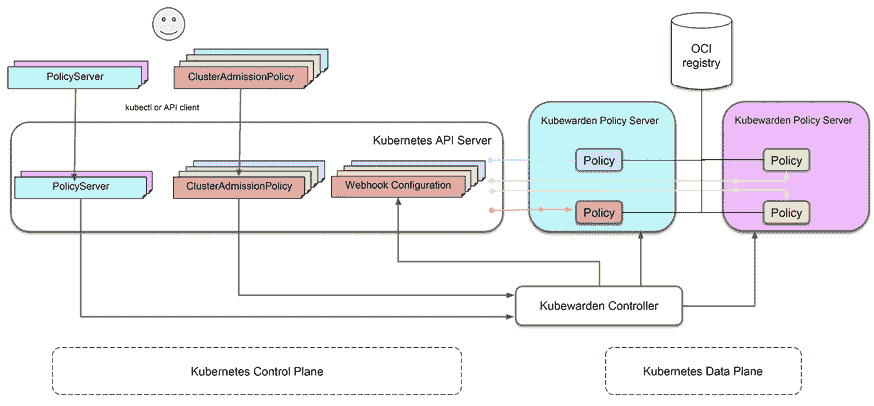 PolicyServer
ClusterAdmissionPolicy
kubectl or API client
OCI
registry
Kubernetes API Server
Kubewarden Policy Server
Kubewarden Policy Server
PolicyServer
ClusterAdmissionPolicy
Webhook Configuration
Policy
Policy
Policy
Policy
Kubewarden Controller
Kubernetes Control Plane
Kubernetes Data Plane